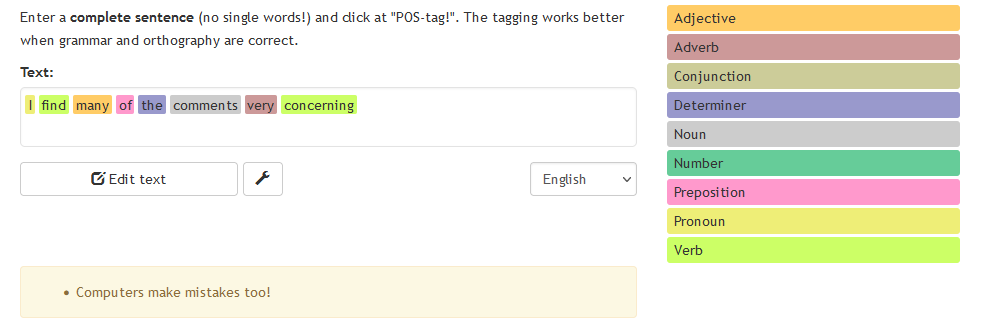 Enter a complete sentence (no single words!) and click at "POS-tag!". The tagging works better
when grammar and orthography are correct.
Text:
I find many of the comments very concerning
Edit text
English
Computers make mistakes too!
Adjective
Adverb
Conjunction
Determiner
Noun
Number
Preposition
Pronoun
Verb